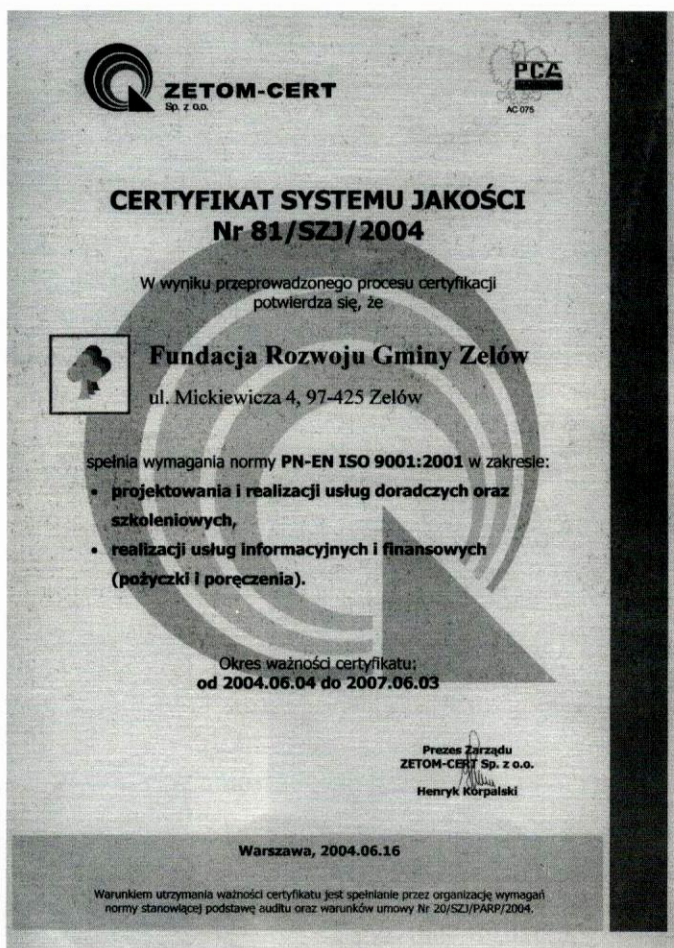 ZETOM-CERT
Sp. z o.o.
PCA
AC 075
CERTYFIKAT SYSTEMU JAKOŚCI
Nr 81/SZJ/2004
W wyniku przeprowadzonego procesu certyfikacji
potwierdza się, że
Fundacja Rozwoju Gminy Zelów
ul. Mickiewicza 4, 97-425 Zelów
spełnia wymagania normy PN-EN ISO 9001:2001 w zakresie:
• projektowania i realizacji usług doradczych oraz
szkoleniowych,
• realizacji usług informacyjnych i finansowych
(pożyczki i poręczenia).
Okres ważności certyfikatu:
od 2004.06.04 do 2007.06.03
Prezes Zarządu
ZETOM-CERT Sp. z o.o.
Henryk Korpalski
Warszawa, 2004.06.16
Warunkiem utrzymania ważności certyfikatu jest spełnianie przez organizację wymagań
normy stanowiącej podstawę auditu oraz warunków umowy Nr 20/SZJ/PARP/2004.